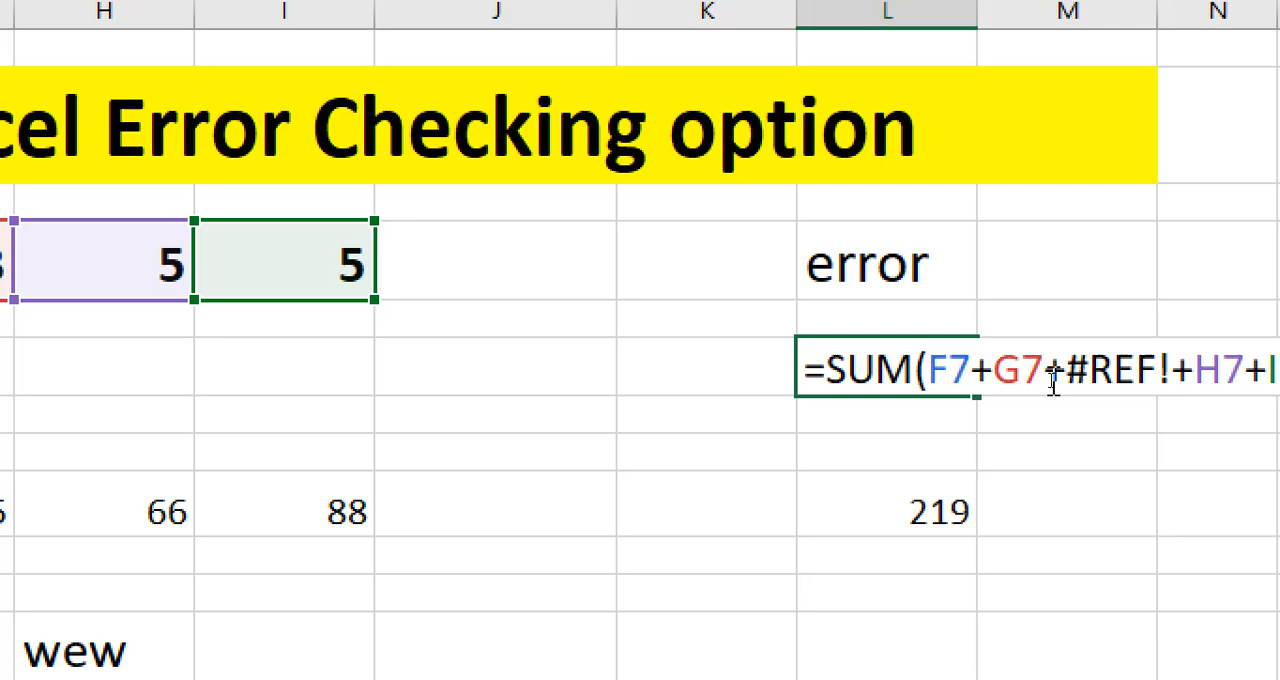 H I J K L M N
cel Error Checking option
5 5 error
=SUM(F7+G7+#REF!+H7+I
66 88 219
wew